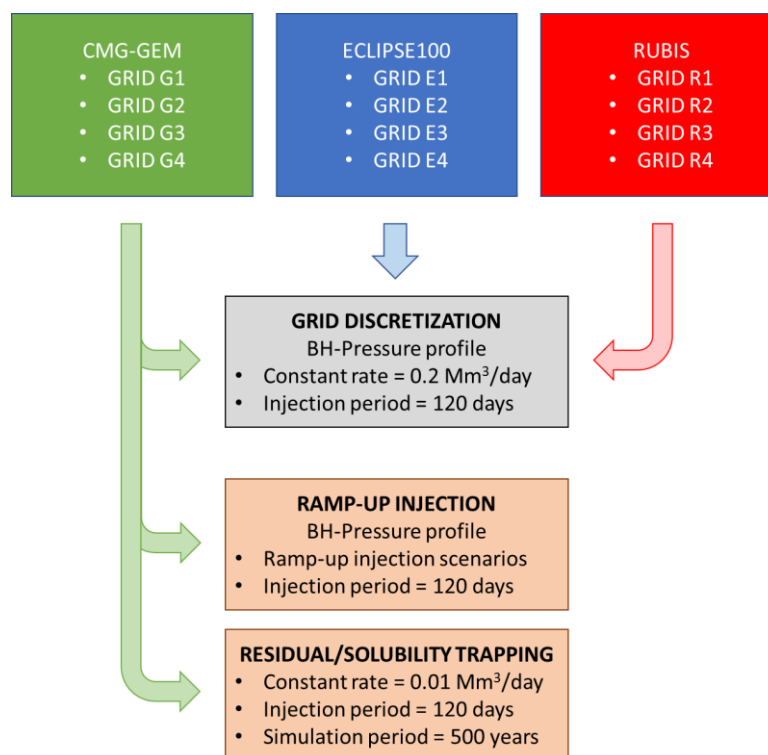 CMG-GEM
• GRID G1
• GRID G2
• GRID G3
• GRID G4
ECLIPSE100
• GRID E1
• GRID E2
• GRID E3
• GRID E4
RUBIS
• GRID R1
• GRID R2
• GRID R3
• GRID R4
GRID DISCRETIZATION
BH-Pressure profile
• Constant rate = 0.2 Mm³/day
• Injection period = 120 days
RAMP-UP INJECTION
BH-Pressure profile
• Ramp-up injection scenarios
• Injection period = 120 days
RESIDUAL/SOLUBILITY TRAPPING
• Constant rate = 0.01 Mm³/day
• Injection period = 120 days
• Simulation period = 500 years